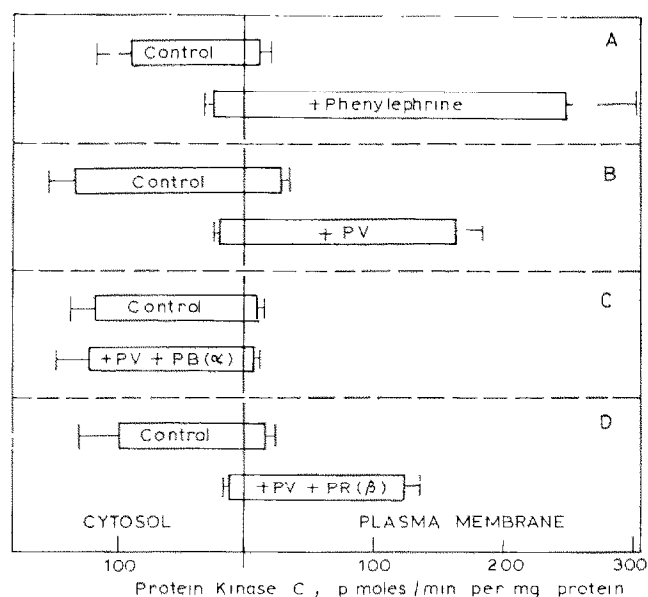 A
Control
+Phenylephrine
B
Control
+ PV
C
Control
+PV + PB(α)
D
Control
+PV + PR(β)
CYTOSOL PLASMA MEMBRANE
100 100 200 300
Protein Kinase C, p moles/min per mg protein